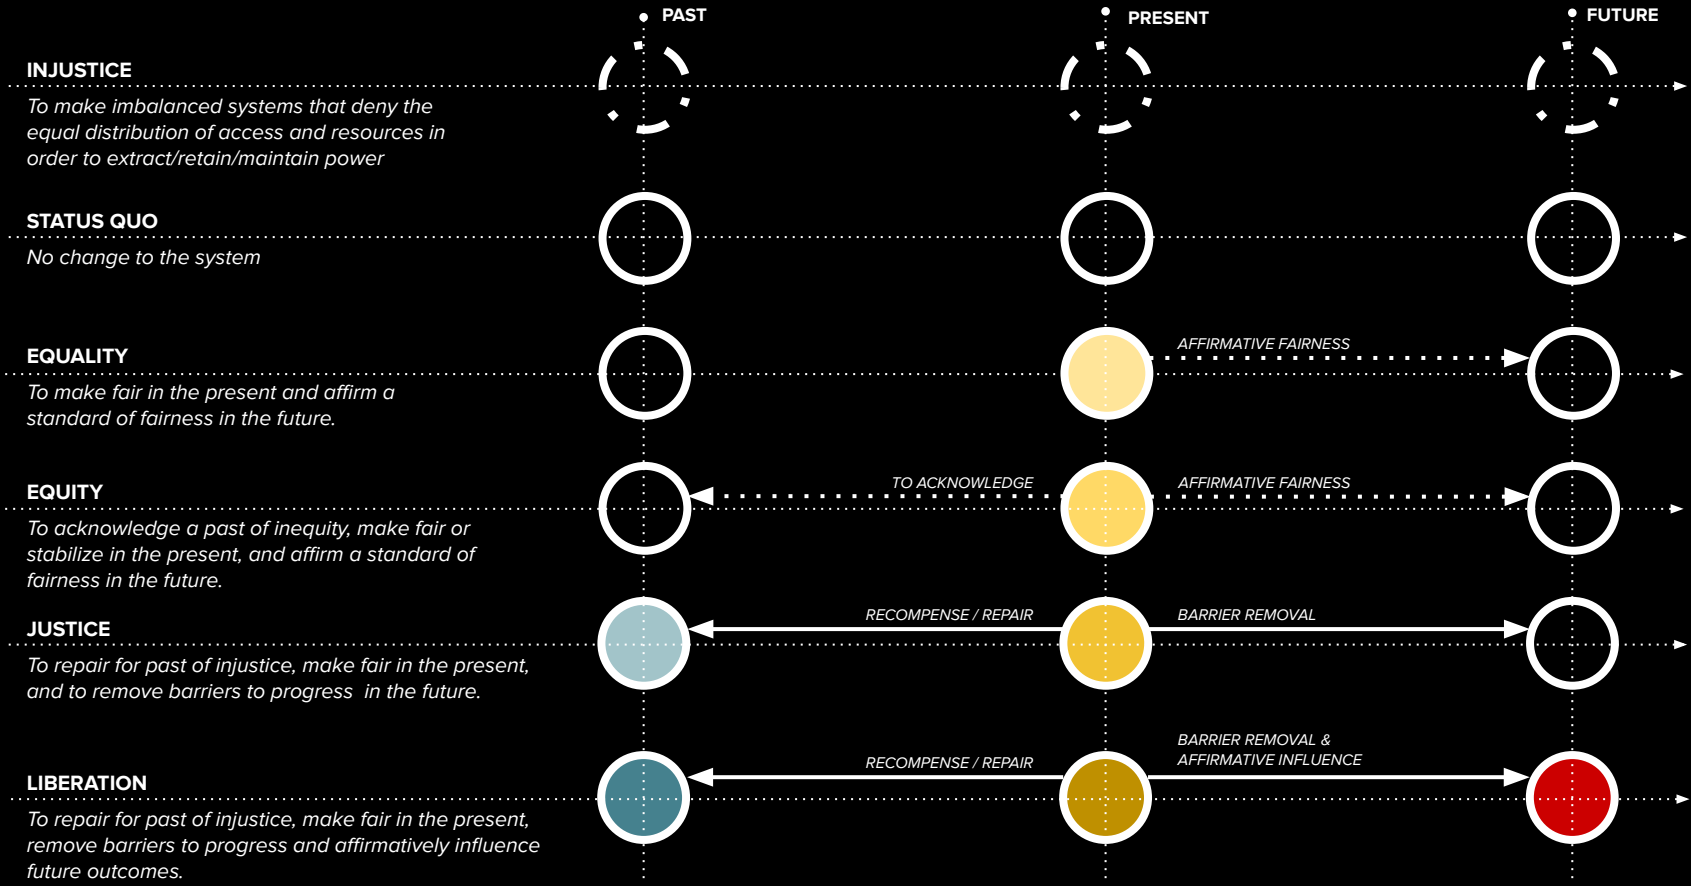 PAST
PRESENT
FUTURE
INJUSTICE
To make imbalanced systems that deny the
equal distribution of access and resources in
order to extract/retain/maintain power
STATUS QUO
No change to the system
EQUALITY
To make fair in the present and affirm a
standard of fairness in the future.
AFFIRMATIVE FAIRNESS
EQUITY
To acknowledge a past of inequity, make fair or
stabilize in the present, and affirm a standard of
fairness in the future.
TO ACKNOWLEDGE
AFFIRMATIVE FAIRNESS
JUSTICE
To repair for past of injustice, make fair in the present,
and to remove barriers to progress  in the future.
RECOMPENSE / REPAIR
BARRIER REMOVAL
LIBERATION
To repair for past of injustice, make fair in the present,
remove barriers to progress and affirmatively influence
future outcomes.
RECOMPENSE / REPAIR
BARRIER REMOVAL &
AFFIRMATIVE INFLUENCE